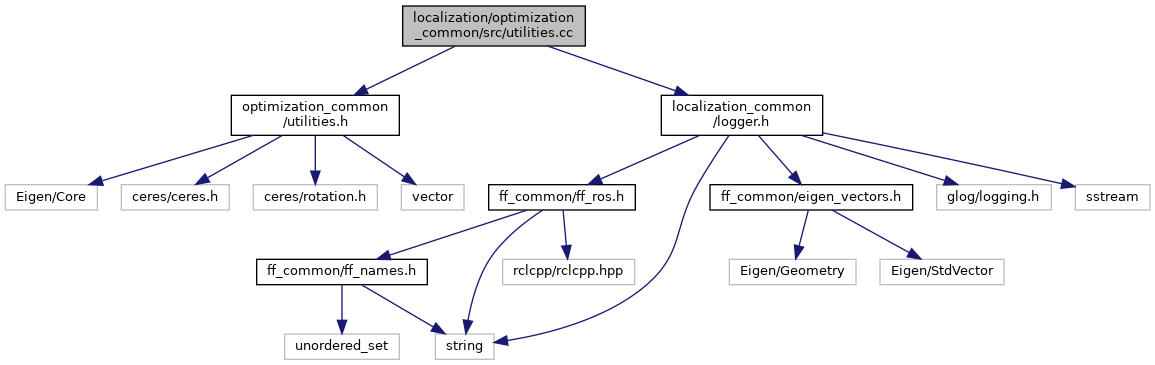 localization/optimization
_common/src/utilities.cc
optimization_common
/utilities.h
localization_common
/logger.h
Eigen/Core
ceres/ceres.h
ceres/rotation.h
vector
ff_common/ff_ros.h
ff_common/eigen_vectors.h
glog/logging.h
sstream
ff_common/ff_names.h
rclcpp/rclcpp.hpp
Eigen/Geometry
Eigen/StdVector
unordered_set
string